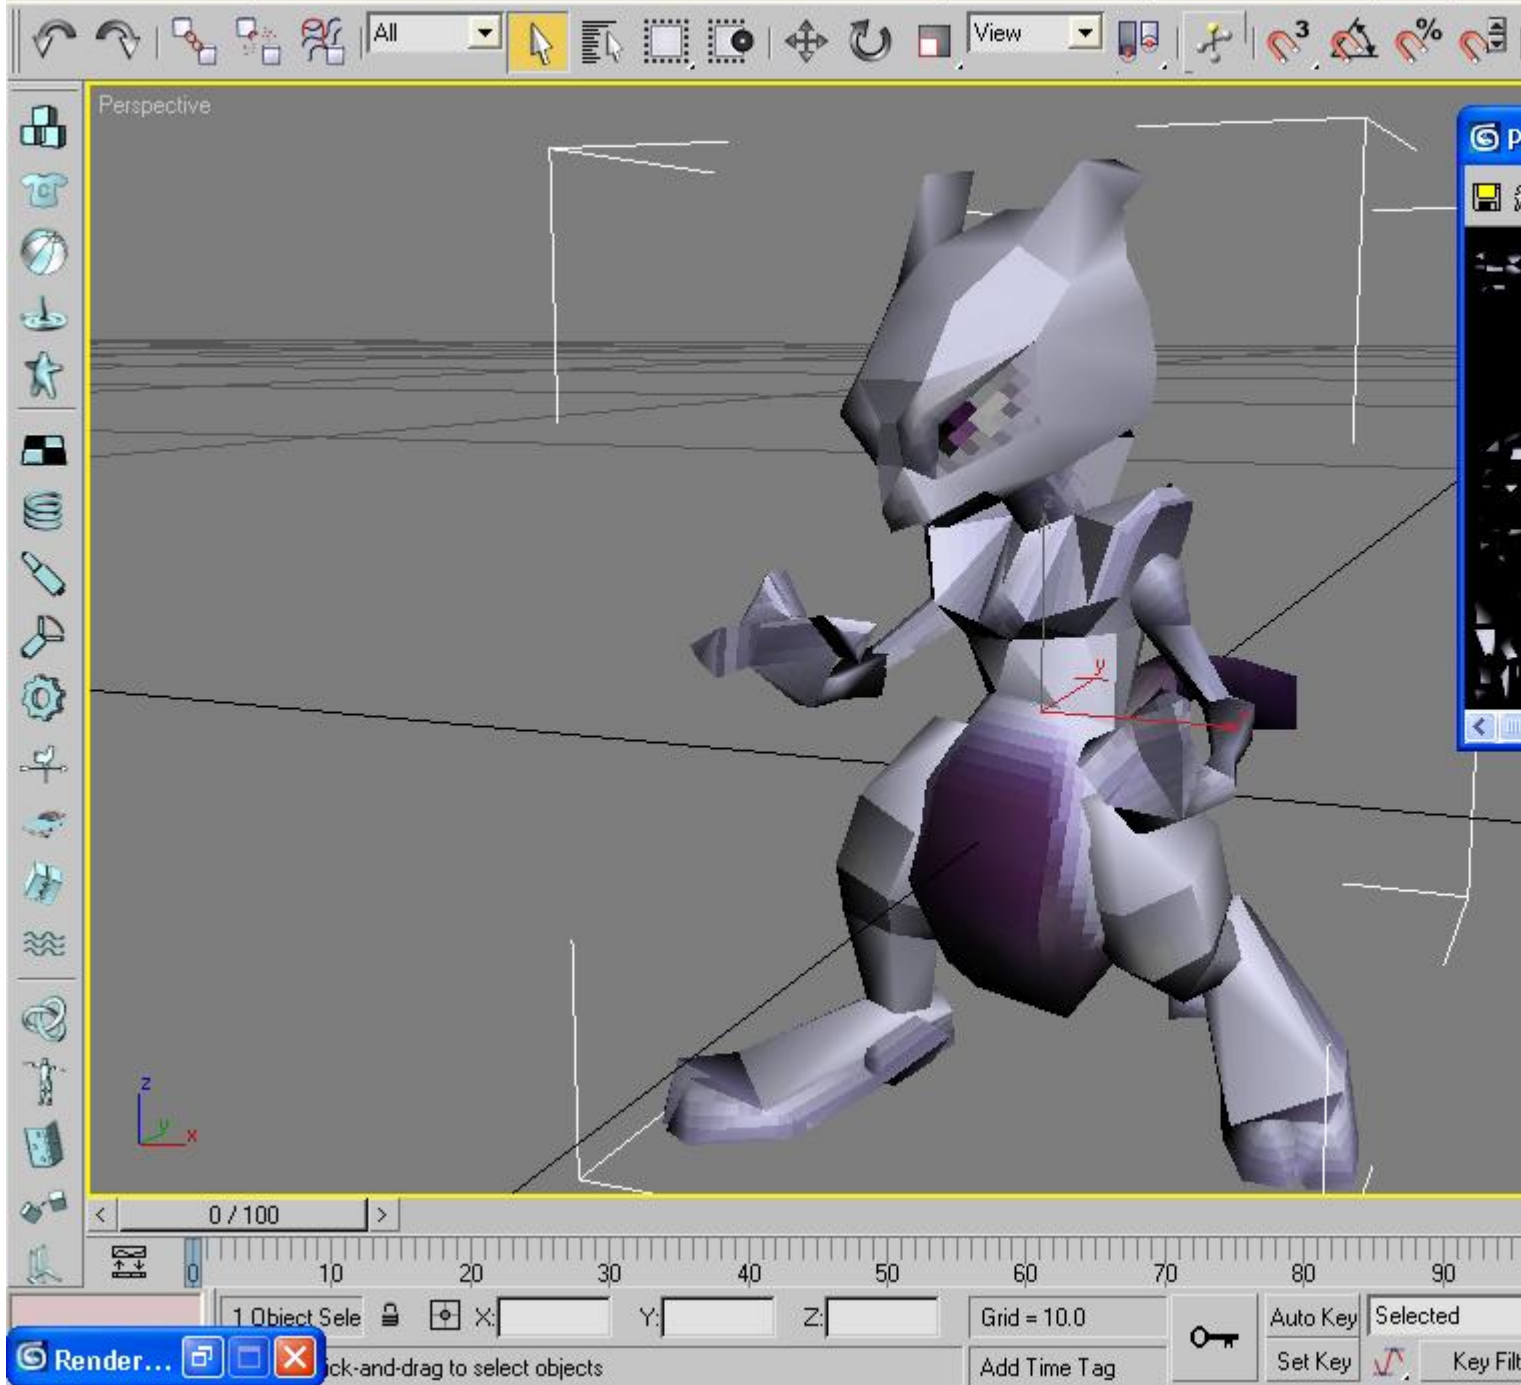 All
View
3
%
Perspective
P
C
y
z
y
x
0 / 100
0 10 20 30 40 50 60 70 80 90
1 Object Sele X: Y: Z: Grid = 10.0 Auto Key Selected
Render... ick-and-drag to select objects Add Time Tag Set Key Key Filt